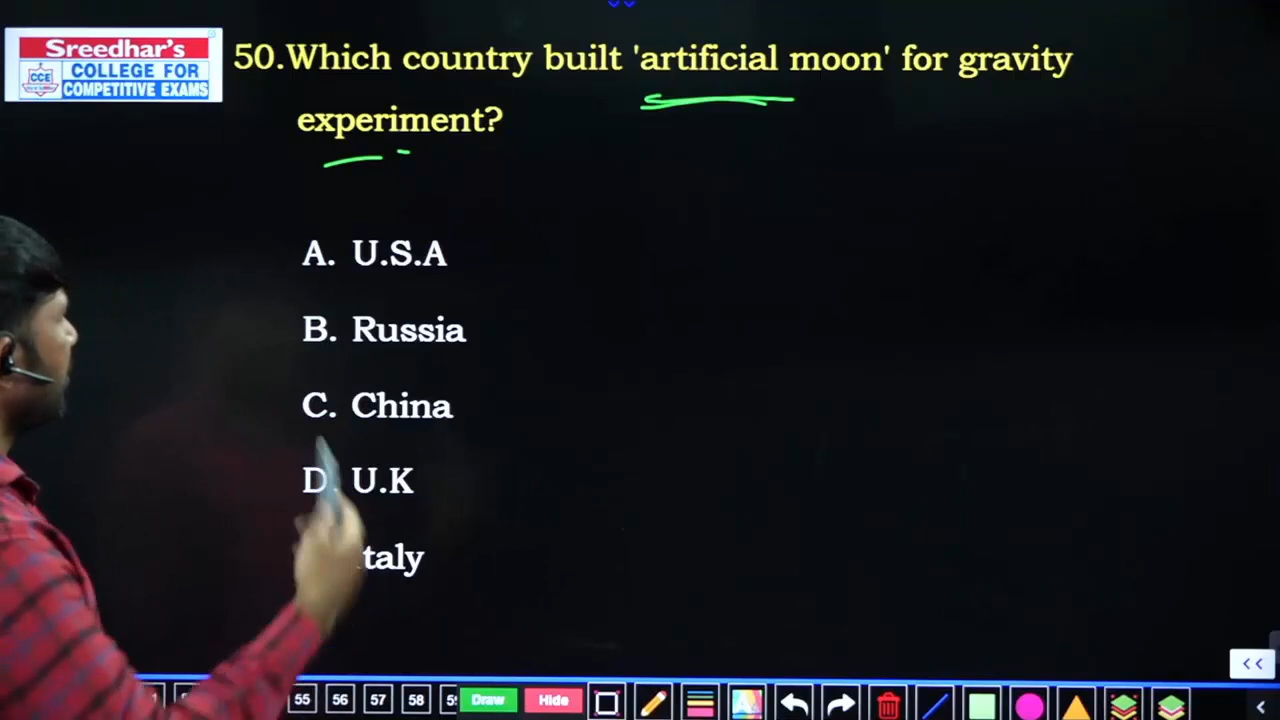 Sreedhar's
CCE
COLLEGE FOR
COMPETITIVE EXAMS
50.Which country built 'artificial moon' for gravity
experiment?
A. U.S.A
B. Russia
C. China
D. U.K
taly
55 56 57 58 Draw Hide